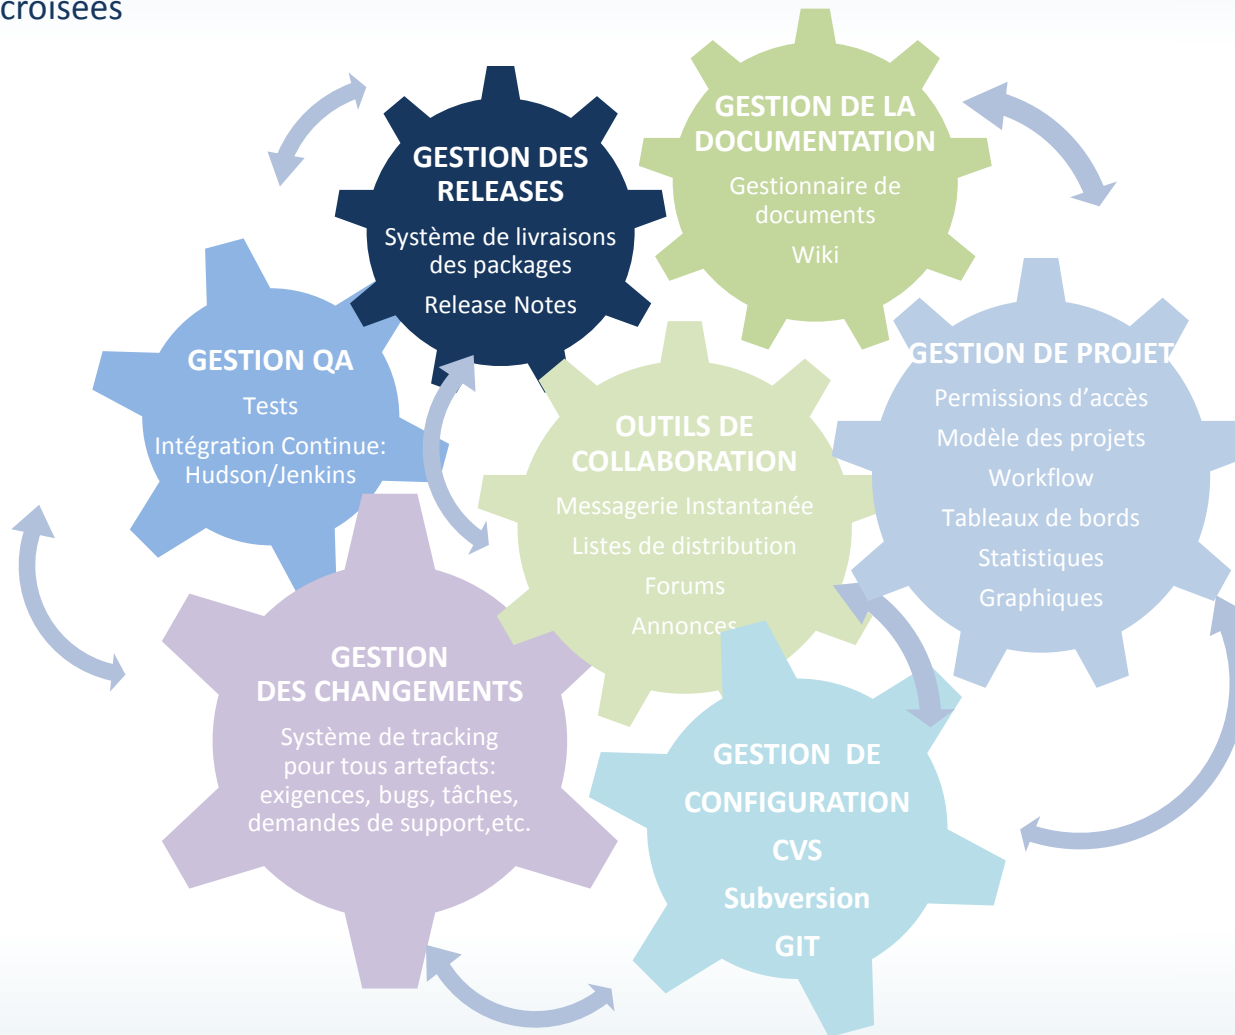 croisées
GESTION DE LA
DOCUMENTATION
Gestionnaire de
documents
Wiki
GESTION DES
RELEASES
Système de livraisons
des packages
Release Notes
GESTION QA
Tests
Intégration Continue:
Hudson/Jenkins
OUTILS DE
COLLABORATION
Messagerie Instantanée
Listes de distribution
Forums
Annonces
GESTION DE PROJET
Permissions d’accès
Modèle des projets
Workflow
Tableaux de bords
Statistiques
Graphiques
GESTION
DES CHANGEMENTS
Système de tracking
pour tous artefacts:
exigences, bugs, tâches,
demandes de support,etc.
GESTION DE
CONFIGURATION
CVS
Subversion
GIT